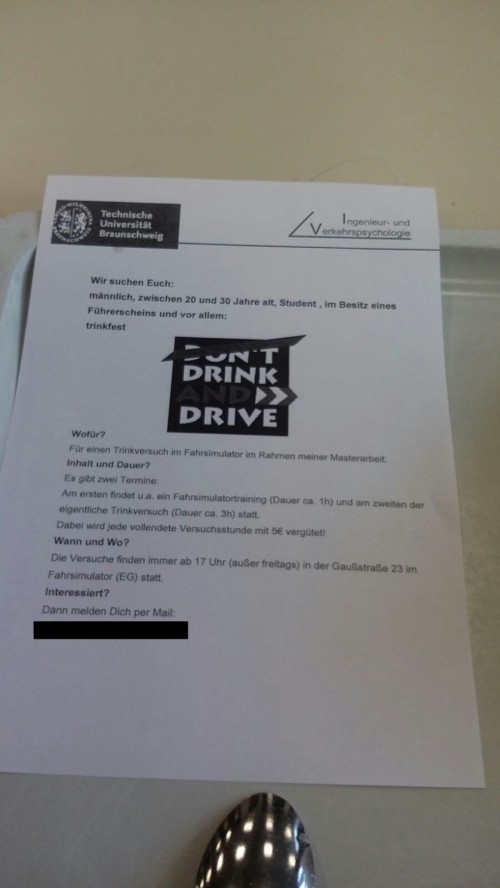 Technische
Universität
Braunschweig
Ingenieur- und
Verkehrspsychologie
Wir suchen Euch:
männlich, zwischen 20 und 30 Jahre alt, Student , im Besitz eines
Führerscheins und vor allem:
trinkfest
DON'T
DRINK
AND
DRIVE
Wofür?
Für einen Trinkversuch im Fahrsimulator im Rahmen meiner Masterarbeit.
Inhalt und Dauer?
Es gibt zwei Termine:
Am ersten findet u.a. ein Fahrsimulatortraining (Dauer ca. 1h) und am zweiten der
eigentliche Trinkversuch (Dauer ca. 3h) statt.
Dabei wird jede vollendete Versuchsstunde mit 5€ vergütet!
Wann und Wo?
Die Versuche finden immer ab 17 Uhr (außer freitags) in der Gaußstraße 23 im
Fahrsimulator (EG) statt.
Interessiert?
Dann melden Dich per Mail: